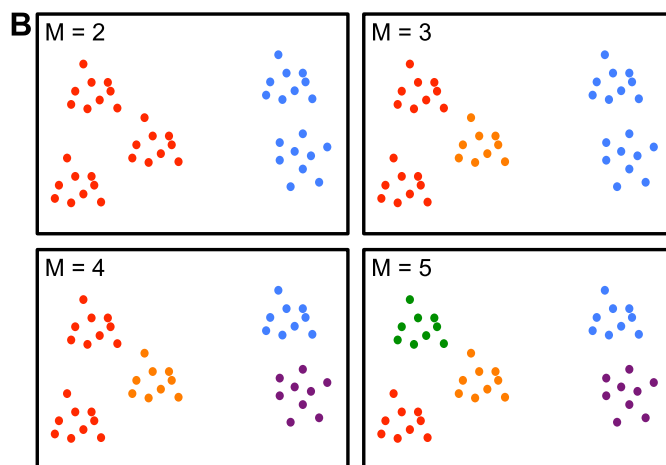 B
M = 2
M = 3
M = 4
M = 5